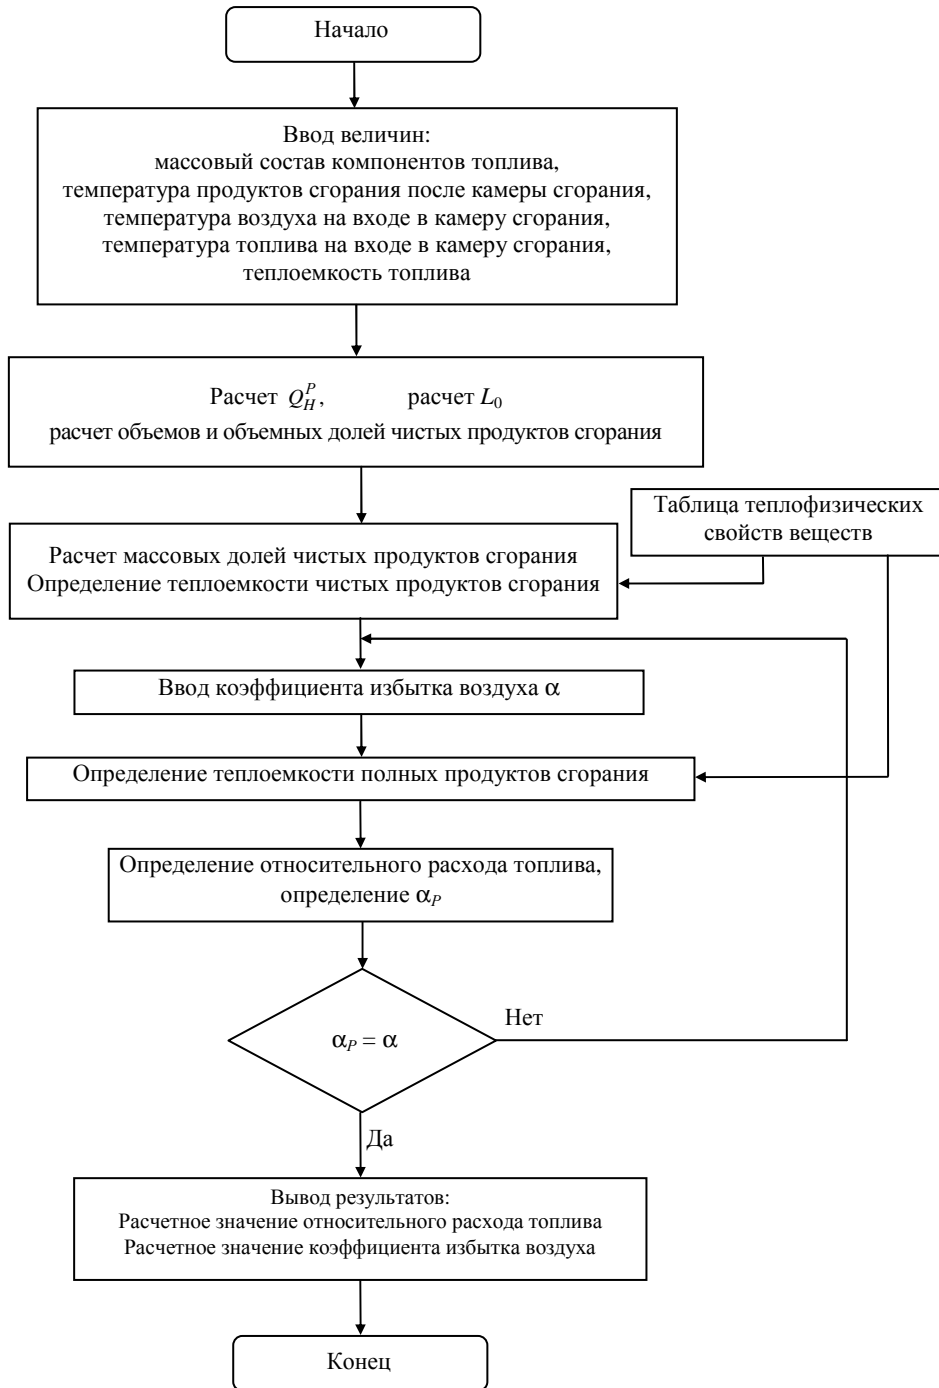 Начало
Ввод величин:
массовый состав компонентов топлива,
температура продуктов сгорания после камеры сгорания,
температура воздуха на входе в камеру сгорания,
температура топлива на входе в камеру сгорания,
теплоемкость топлива
Расчет Q_H^P, расчет L_0
расчет объемов и объемных долей чистых продуктов сгорания
Таблица теплофизических
свойств веществ
Расчет массовых долей чистых продуктов сгорания
Определение теплоемкости чистых продуктов сгорания
Ввод коэффициента избытка воздуха α
Определение теплоемкости полных продуктов сгорания
Определение относительного расхода топлива,
определение α_P
Нет
α_P = α
Да
Вывод результатов:
Расчетное значение относительного расхода топлива
Расчетное значение коэффициента избытка воздуха
Конец